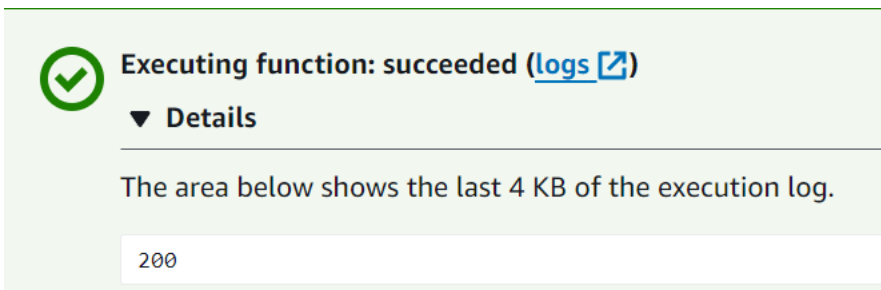 Executing function: succeeded (logs)
Details
The area below shows the last 4 KB of the execution log.
200